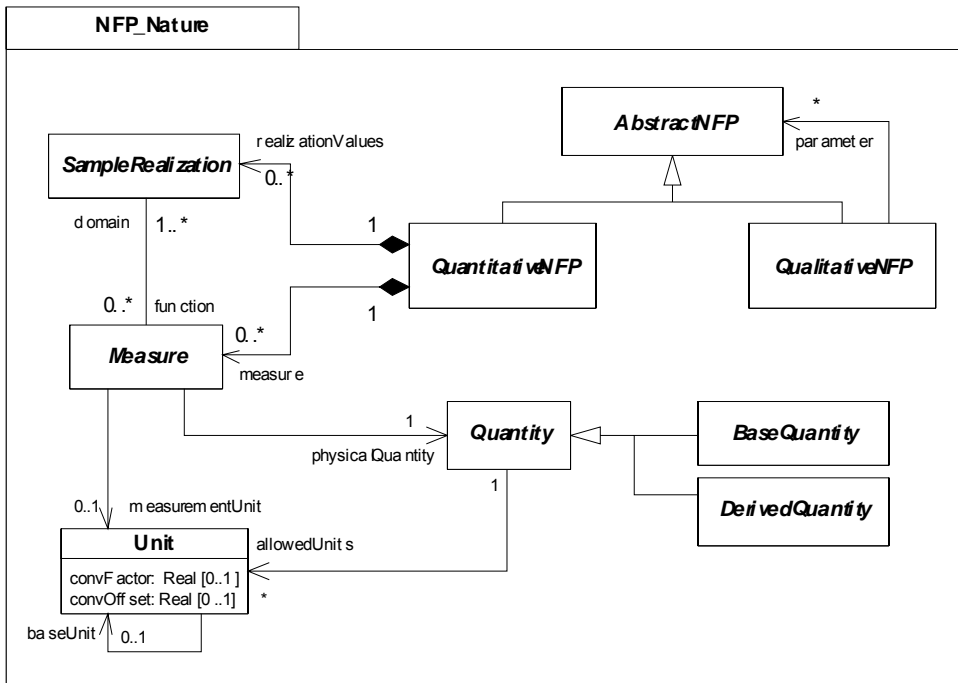 NFP_Nature
AbstractNFP
*
parameter
realizationValues
SampleRealization
0..*
domain
1..*
1
QuantitativeNFP
QualitativeNFP
0..*
function
1
0..*
Measure
measure
1
Quantity
BaseQuantity
physicalQuantity
1
DerivedQuantity
0..1
measurementUnit
Unit
allowedUnits
convFactor: Real [0..1]
convOffset: Real [0..1]
*
baseUnit
0..1